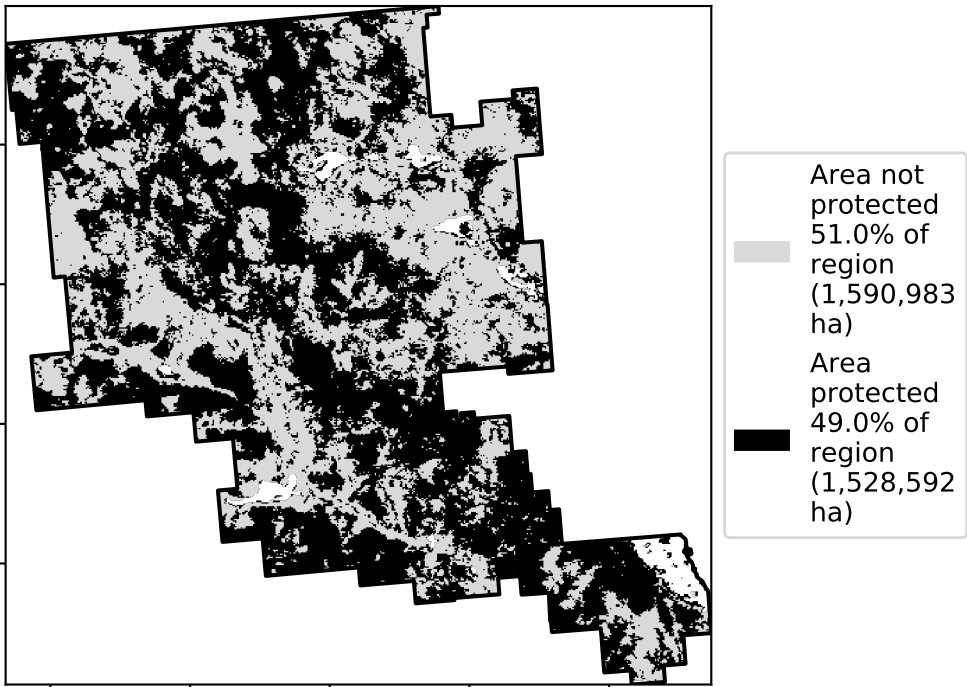 Area not
protected
51.0% of
region
(1,590,983
ha)
Area
protected
49.0% of
region
(1,528,592
ha)